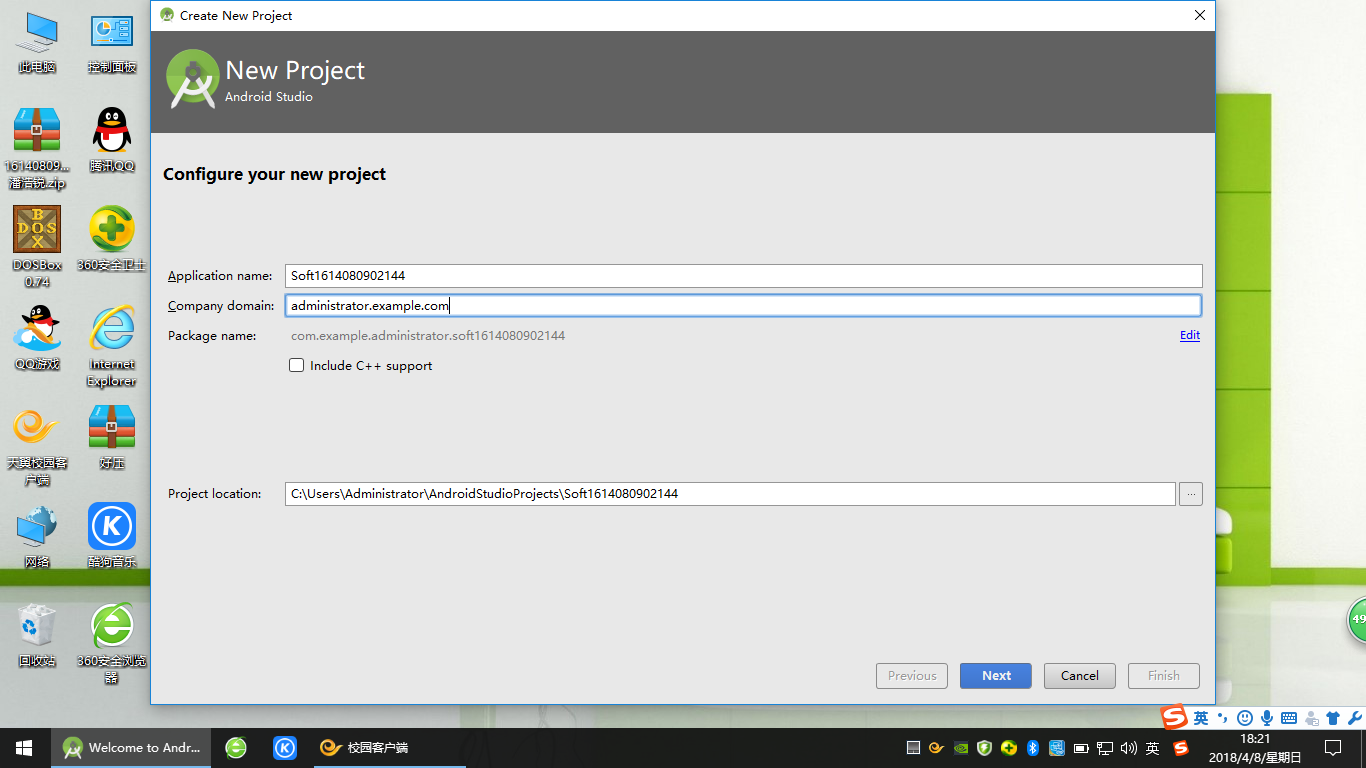 Create New Project
New Project
Android Studio
Configure your new project
Application name:
Soft1614080902144
Company domain:
administrator.example.com
Package name:
com.example.administrator.soft1614080902144
Edit
Include C++ support
Project location:
C:\Users\Administrator\AndroidStudioProjects\Soft1614080902144
...
Previous
Next
Cancel
Finish
此电脑
控制面板
16140809...
潘浩锐.zip
腾讯QQ
BOX
DOS
DOSBox
0.74
360安全卫士
QQ游戏
Internet
Explorer
天翼校园客
户端
好压
网络
K
酷狗音乐
回收站
360安全浏览
器
49
S
英
Welcome to Andr...
K
校园客户端
英
S
18:21
2018/4/8/星期日